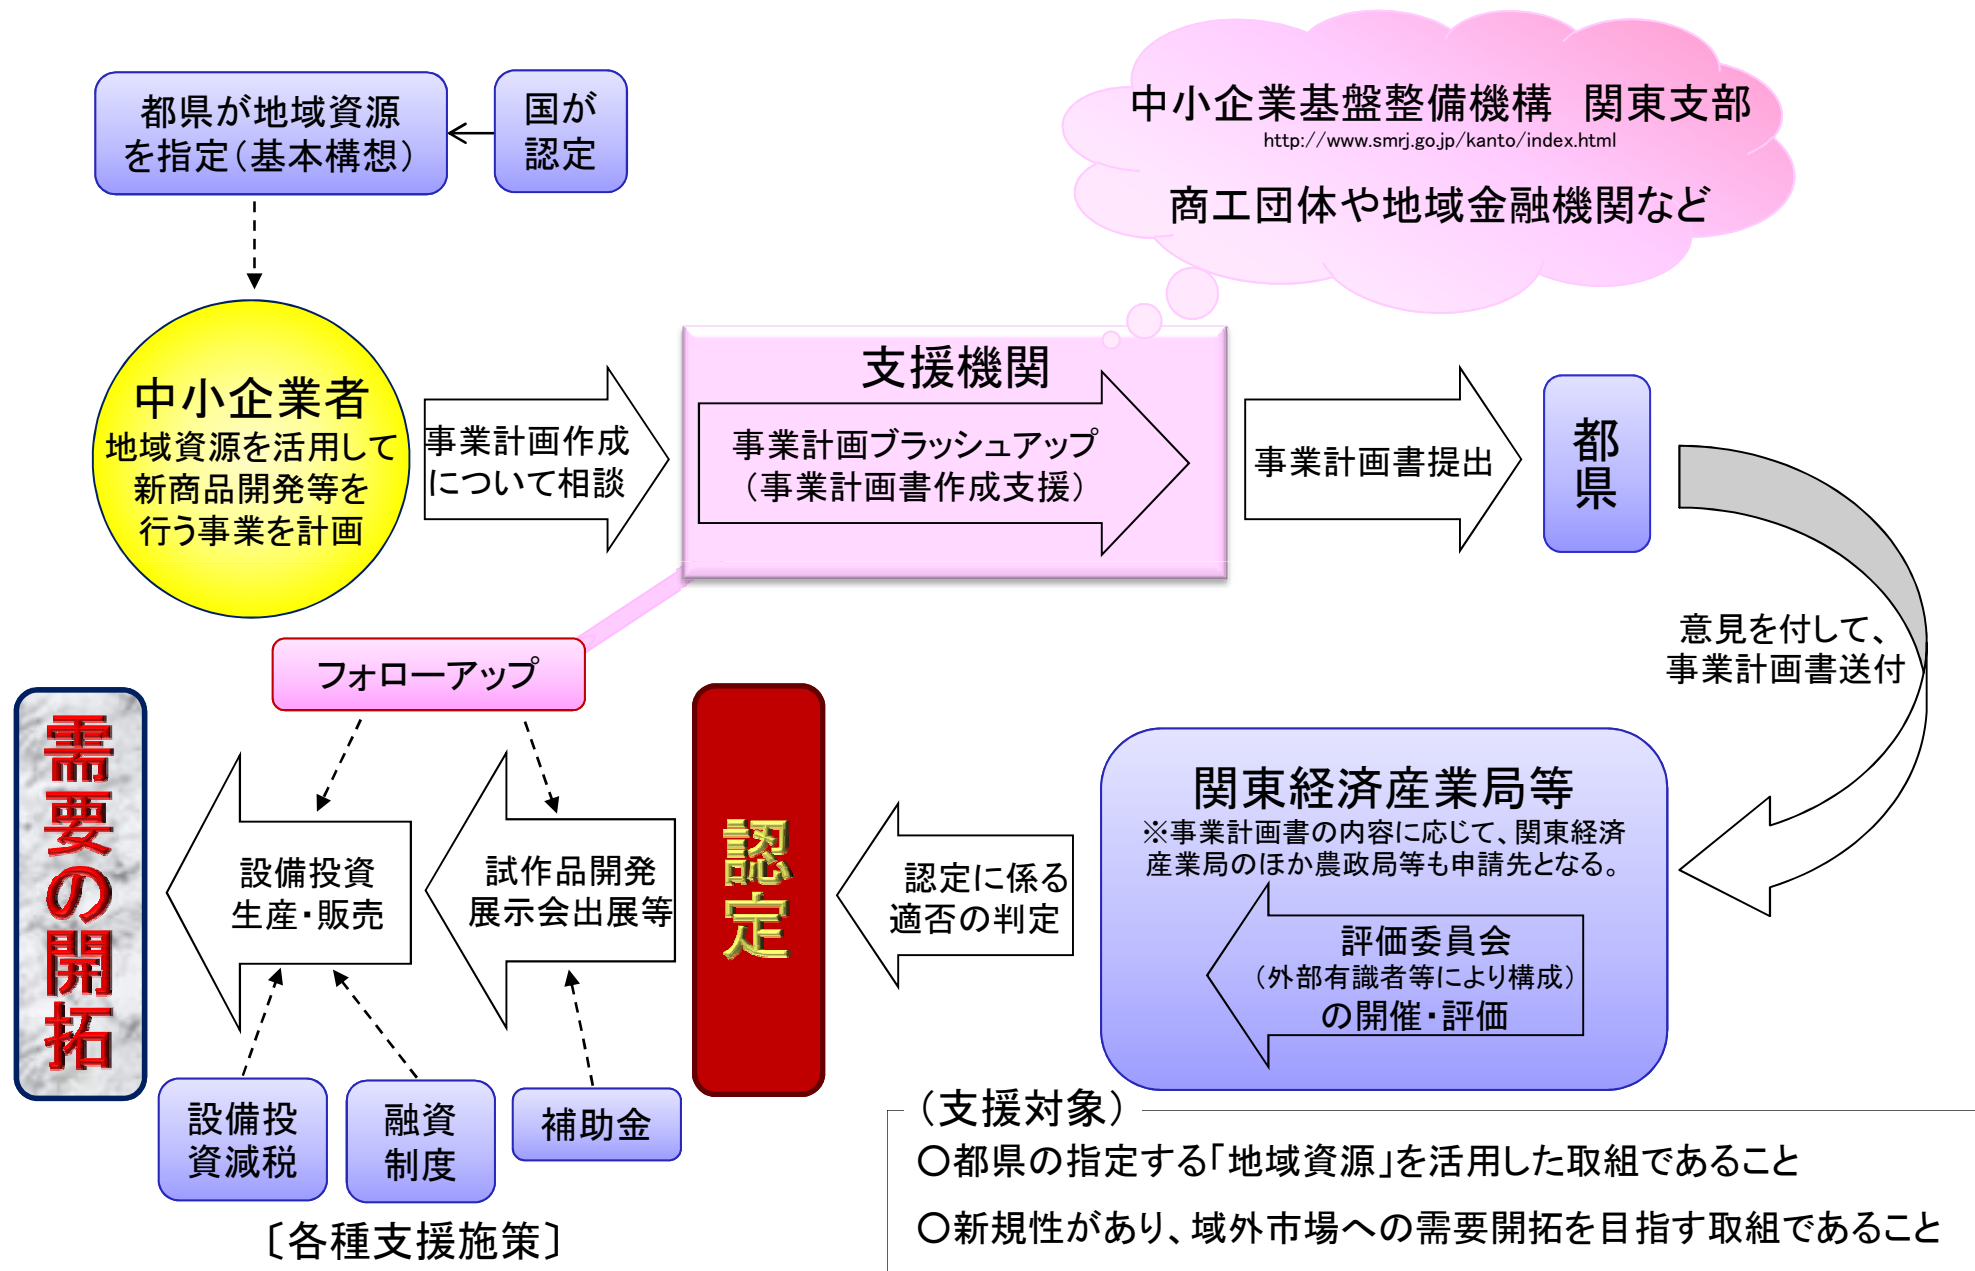 都県が地域資源
を指定（基本構想）
国が
認定
中小企業基盤整備機構　関東支部
http://www.smrj.go.jp/kanto/index.html
商工団体や地域金融機関など
中小企業者
地域資源を活用して
新商品開発等を
行う事業を計画
事業計画作成
について相談
支援機関
事業計画ブラッシュアップ
（事業計画書作成支援）
事業計画書提出
都
県
意見を付して、
事業計画書送付
関東経済産業局等
※事業計画書の内容に応じて、関東経済
産業局のほか農政局等も申請先となる。
評価委員会
（外部有識者等により構成）
の開催・評価
認定に係る
適否の判定
認定
フォローアップ
試作品開発
展示会出展等
設備投資
生産・販売
需要の開拓
設備投
資減税
融資
制度
補助金
〔各種支援施策〕
（支援対象）
○都県の指定する「地域資源」を活用した取組であること
○新規性があり、域外市場への需要開拓を目指す取組であること